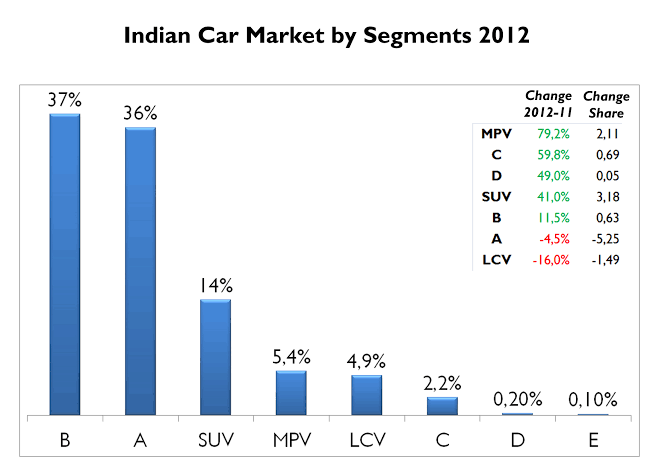 Indian Car Market by Segments 2012
Change 2012-11 Change Share
MPV 79,2% 2,11
C 59,8% 0,69
D 49,0% 0,05
SUV 41,0% 3,18
B 11,5% 0,63
A -4,5% -5,25
LCV -16,0% -1,49
37% 36% 14% 5,4% 4,9% 2,2% 0,20% 0,10%
B A SUV MPV LCV C D E